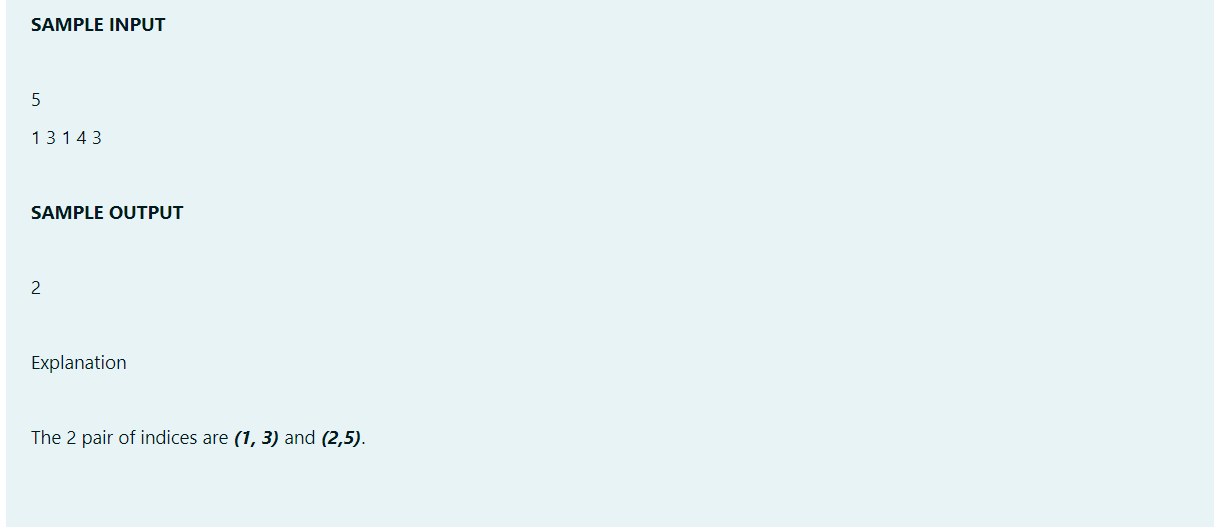 SAMPLE INPUT
5
1 3 1 4 3
SAMPLE OUTPUT
2
Explanation
The 2 pair of indices are (1, 3) and (2,5).